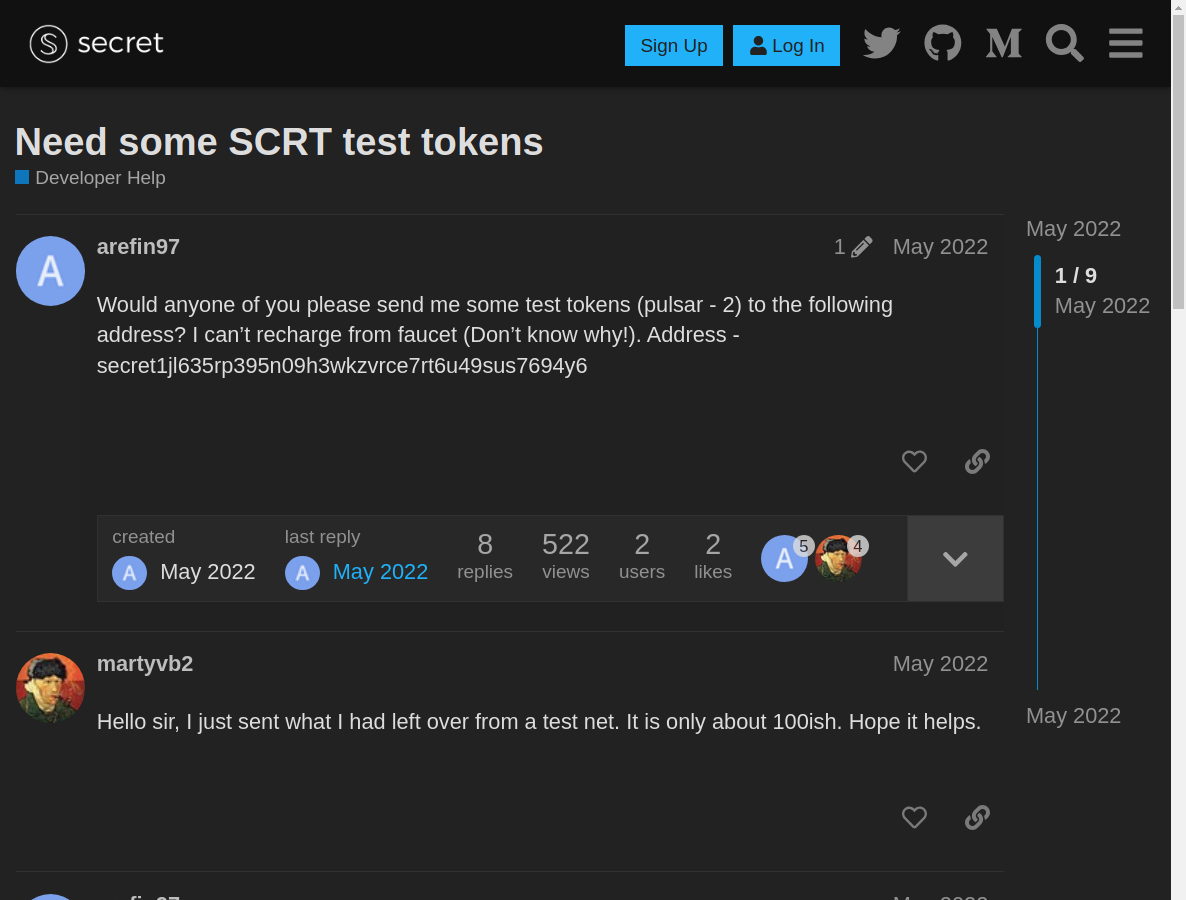 secret
Sign Up
Log In
Need some SCRT test tokens
Developer Help
arefin97
1
May 2022
Would anyone of you please send me some test tokens (pulsar - 2) to the following
address? I can’t recharge from faucet (Don’t know why!). Address -
secret1jl635rp395n09h3wkzvrce7rt6u49sus7694y6
created
A
May 2022
last reply
A
May 2022
8
replies
522
views
2
users
2
likes
A
5
4
martyvb2
May 2022
Hello sir, I just sent what I had left over from a test net. It is only about 100ish. Hope it helps.
May 2022
1 / 9
May 2022
May 2022